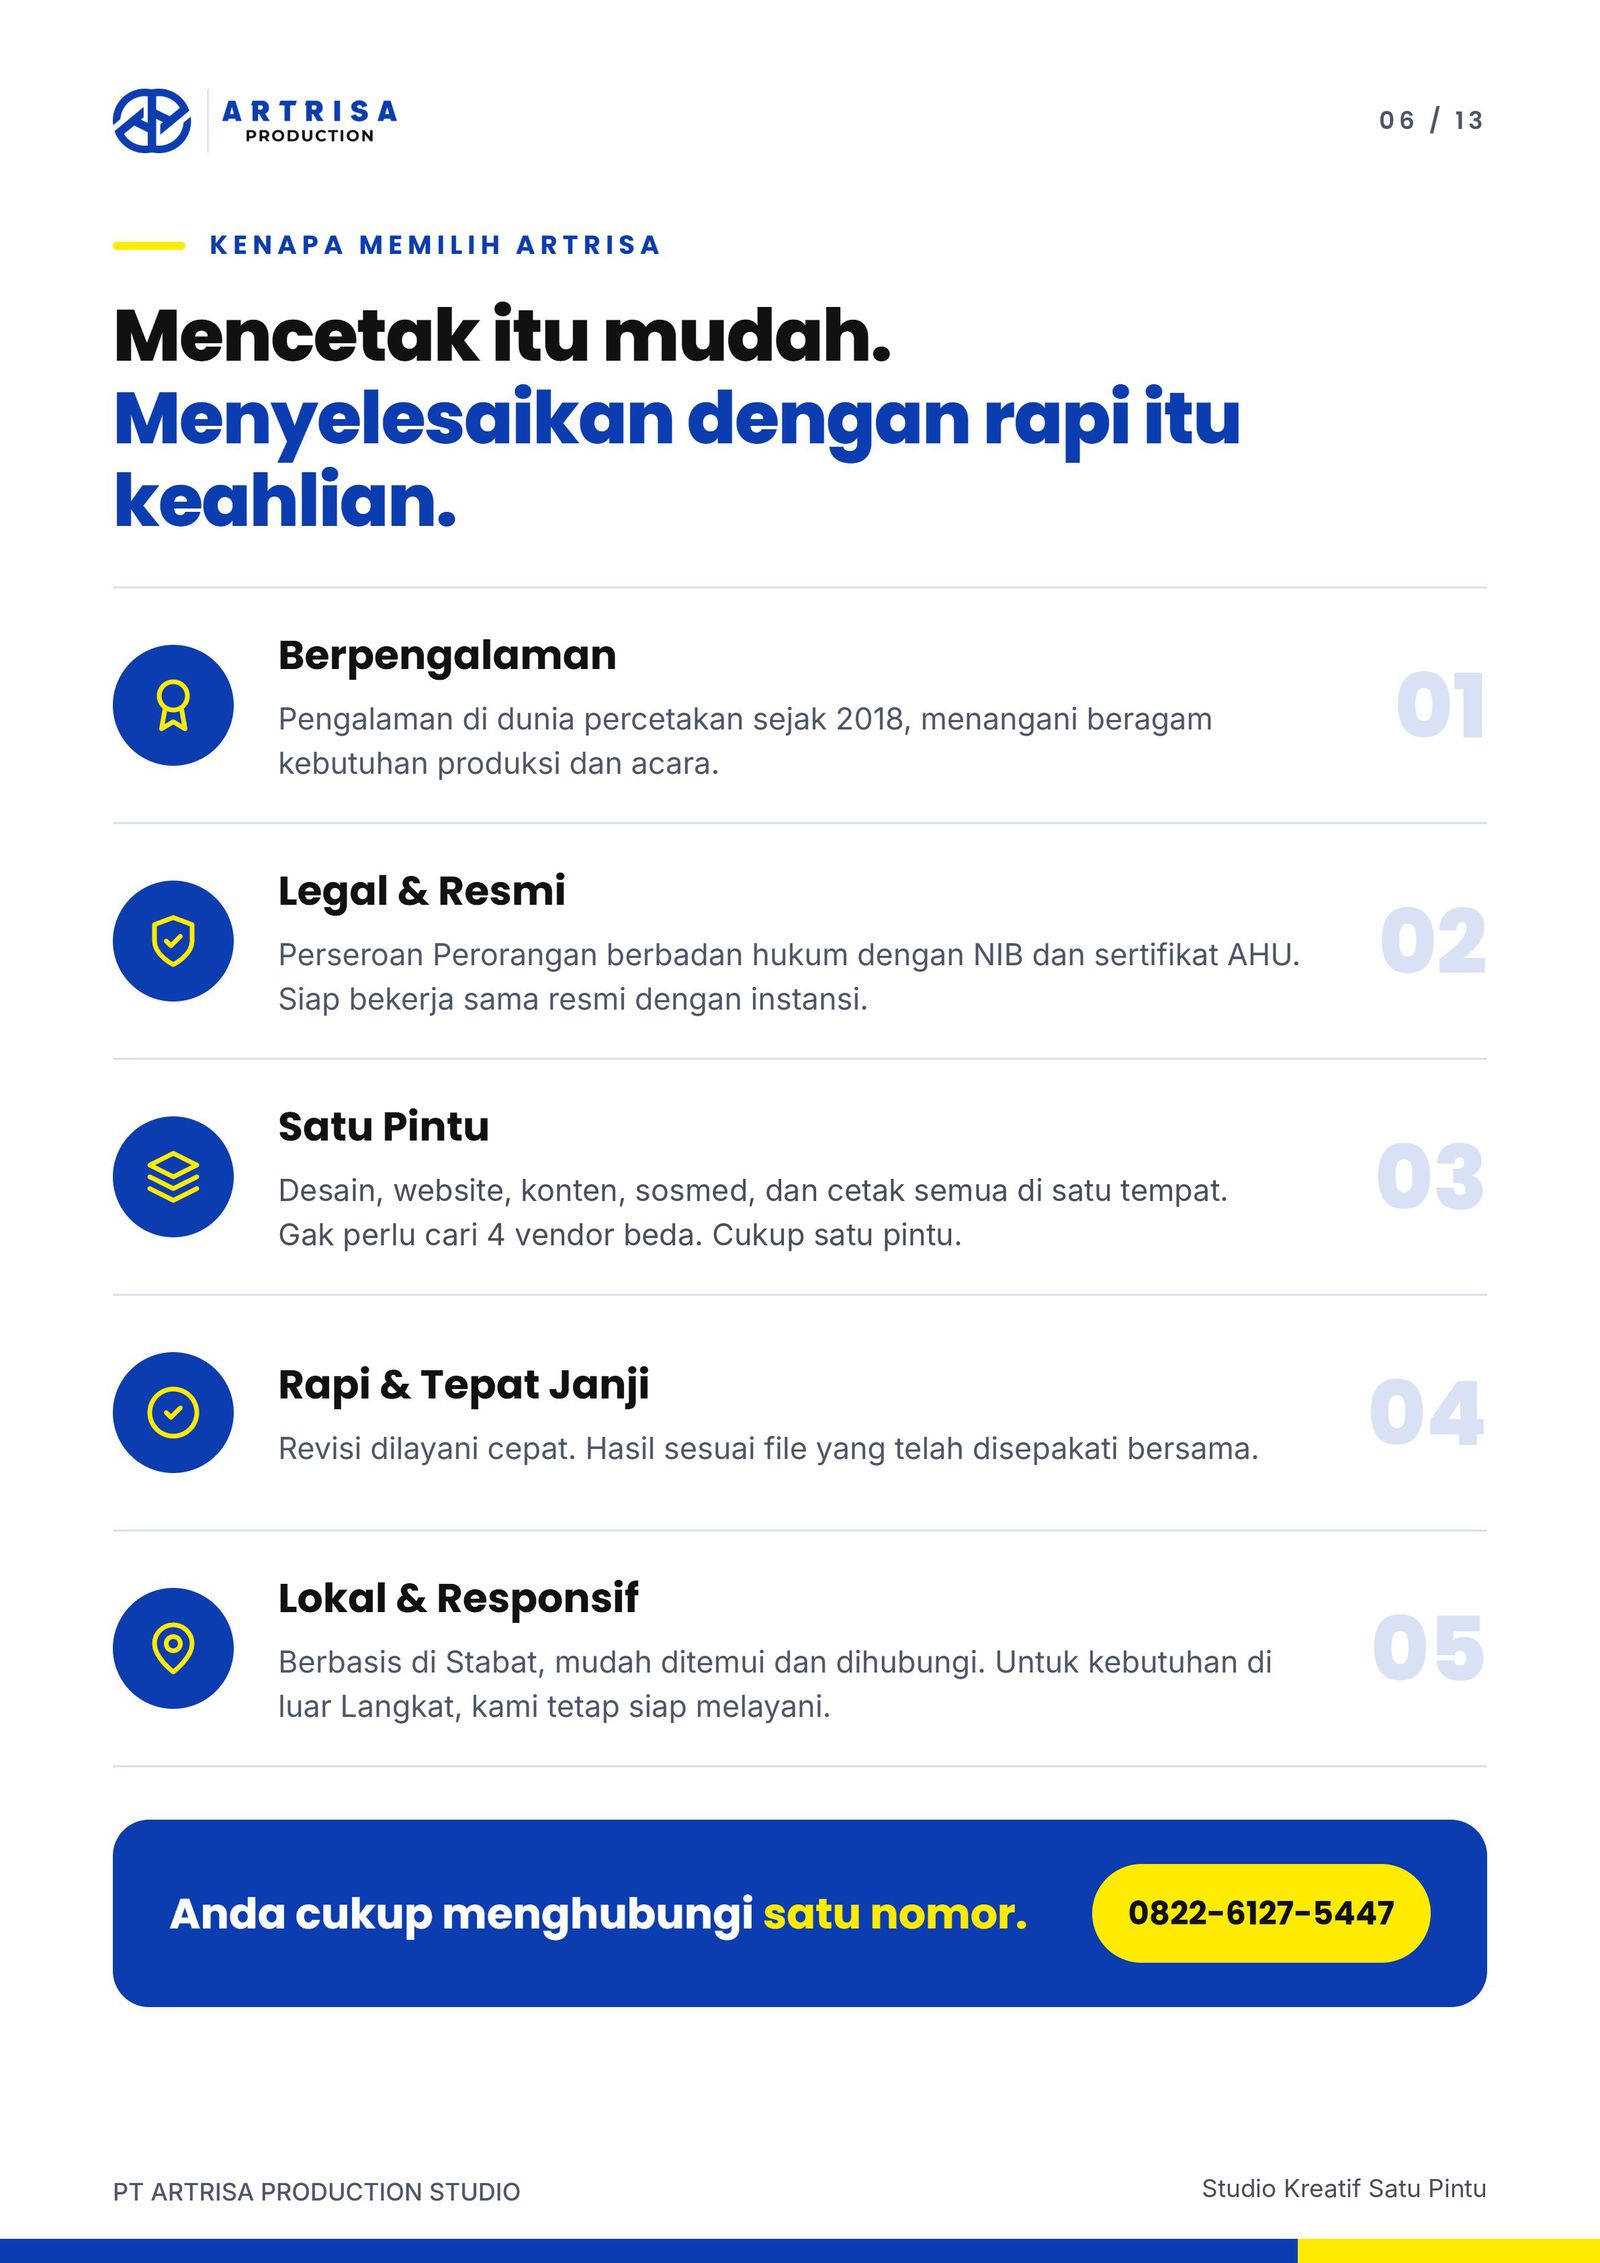 ARTRISA
PRODUCTION
06 / 13
KENAPA MEMILIH ARTRISA
Mencetak itu mudah.
Menyelesaikan dengan rapi itu
keahlian.
Berpengalaman
Pengalaman di dunia percetakan sejak 2018, menangani beragam
kebutuhan produksi dan acara.
01
Legal & Resmi
Perseroan Perorangan berbadan hukum dengan NIB dan sertifikat AHU.
Siap bekerja sama resmi dengan instansi.
02
Satu Pintu
Desain, website, konten, sosmed, dan cetak semua di satu tempat.
Gak perlu cari 4 vendor beda. Cukup satu pintu.
03
Rapi & Tepat Janji
Revisi dilayani cepat. Hasil sesuai file yang telah disepakati bersama.
04
Lokal & Responsif
Berbasis di Stabat, mudah ditemui dan dihubungi. Untuk kebutuhan di
luar Langkat, kami tetap siap melayani.
05
Anda cukup menghubungi satu nomor.
0822-6127-5447
PT ARTRISA PRODUCTION STUDIO
Studio Kreatif Satu Pintu